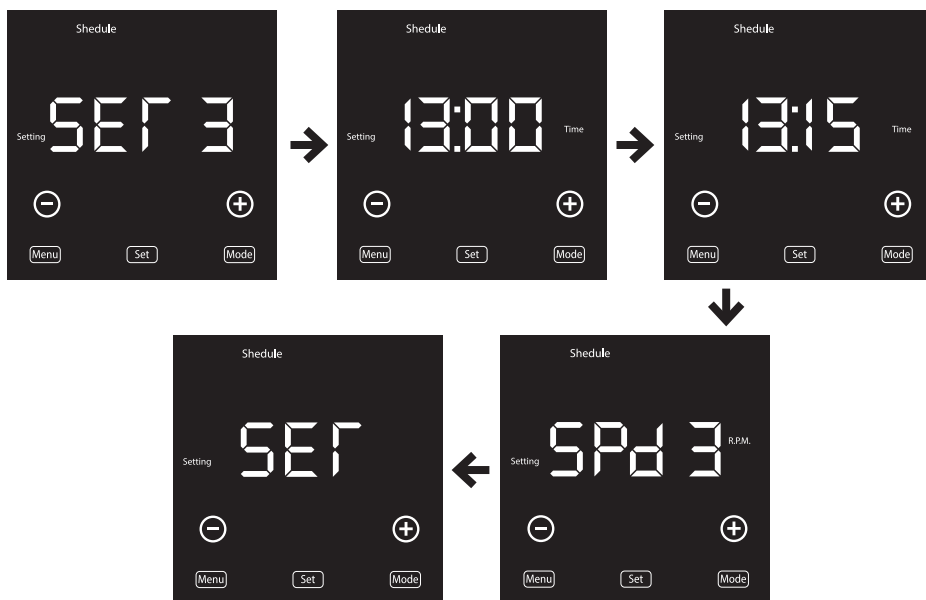 Shedule
Setting SET 3
Menu Set Mode
Shedule
Setting 13:00 Time
Menu Set Mode
Shedule
Setting 13:15 Time
Menu Set Mode
Shedule
Setting SPd 3 R.P.M.
Menu Set Mode
Shedule
Setting SET
Menu Set Mode